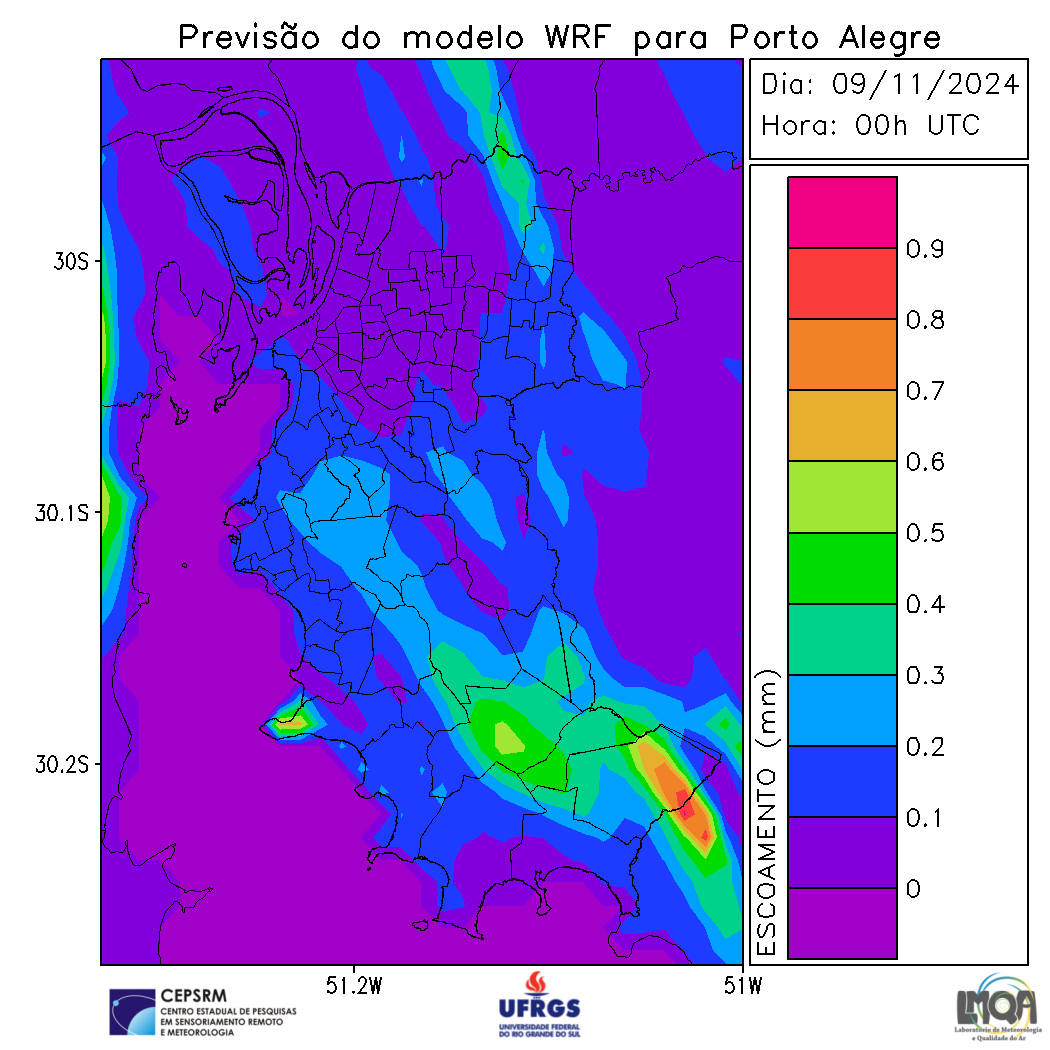 Previsão do modelo WRF para Porto Alegre
Dia: 09/11/2024
Hora: 00h UTC
0.9
0.8
0.7
0.6
0.5
0.4
0.3
0.2
0.1
0
ESCOAMENTO (mm)
30S
30.1S
30.2S
51.2W
51W
CEPSRM
CENTRO ESTADUAL DE PESQUISAS
EM SENSORIAMENTO REMOTO
E METEOROLOGIA
UFRGS
UNIVERSIDADE FEDERAL
DO RIO GRANDE DO SUL
LMQA
Laboratório de Meteorologia
e Qualidade do Ar